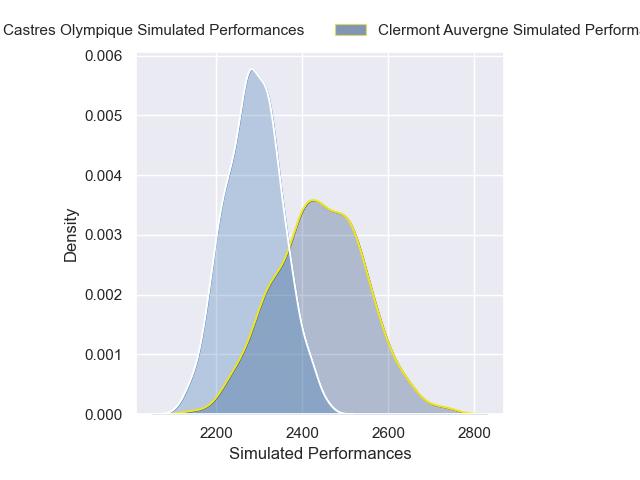 Castres Olympique Simulated Performances
Clermont Auvergne Simulated Perform
0.006
0.005
0.004
0.003
0.002
0.001
0.000
Density
2200 2400 2600 2800
Simulated Performances